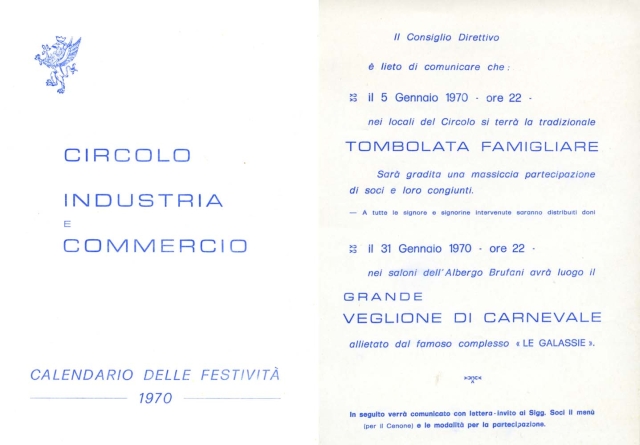 CIRCOLO
INDUSTRIA
E
COMMERCIO
CALENDARIO DELLE FESTIVITÀ
1970
Il Consiglio Direttivo
è lieto di comunicare che:
il 5 Gennaio 1970 - ore 22 -
nei locali del Circolo si terrà la tradizionale
TOMBOLATA FAMIGLIARE
Sarà gradita una massiccia partecipazione
di soci e loro congiunti.
— A tutte le signore e signorine intervenute saranno distribuiti doni
il 31 Gennaio 1970 - ore 22 -
nei saloni dell'Albergo Brufani avrà luogo il
GRANDE
VEGLIONE DI CARNEVALE
allietato dal famoso complesso « LE GALASSIE ».
In seguito verrà comunicato con lettera-invito ai Sigg. Soci il menù
(per il Cenone) e le modalità per la partecipazione.